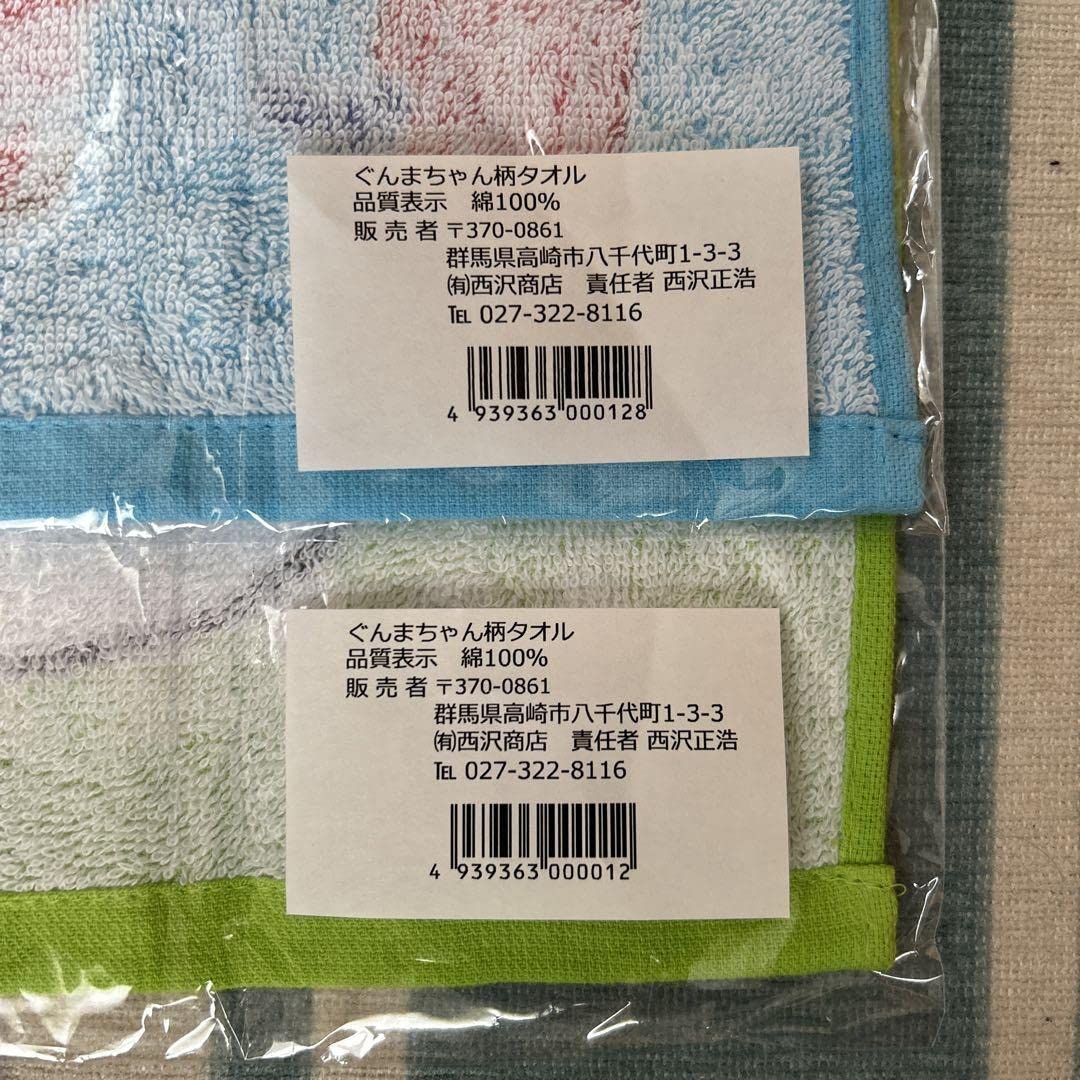 ぐんまちゃん柄タオル
品質表示　綿100%
販 売 者 〒370-0861
群馬県高崎市八千代町1-3-3
㈲西沢商店　責任者 西沢正浩
℡ 027-322-8116
4 939363 000128
ぐんまちゃん柄タオル
品質表示　綿100%
販 売 者 〒370-0861
群馬県高崎市八千代町1-3-3
㈲西沢商店　責任者 西沢正浩
℡ 027-322-8116
4 939363 000012